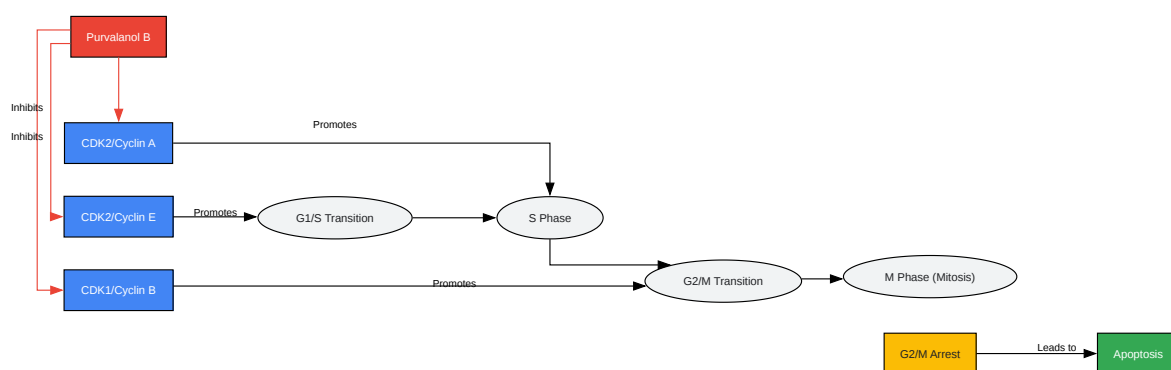 Purvalanol B
Inhibits
Inhibits
Promotes
CDK2/Cyclin A
CDK2/Cyclin E
Promotes
G1/S Transition
S Phase
CDK1/Cyclin B
Promotes
G2/M Transition
M Phase (Mitosis)
G2/M Arrest
Leads to
Apoptosis